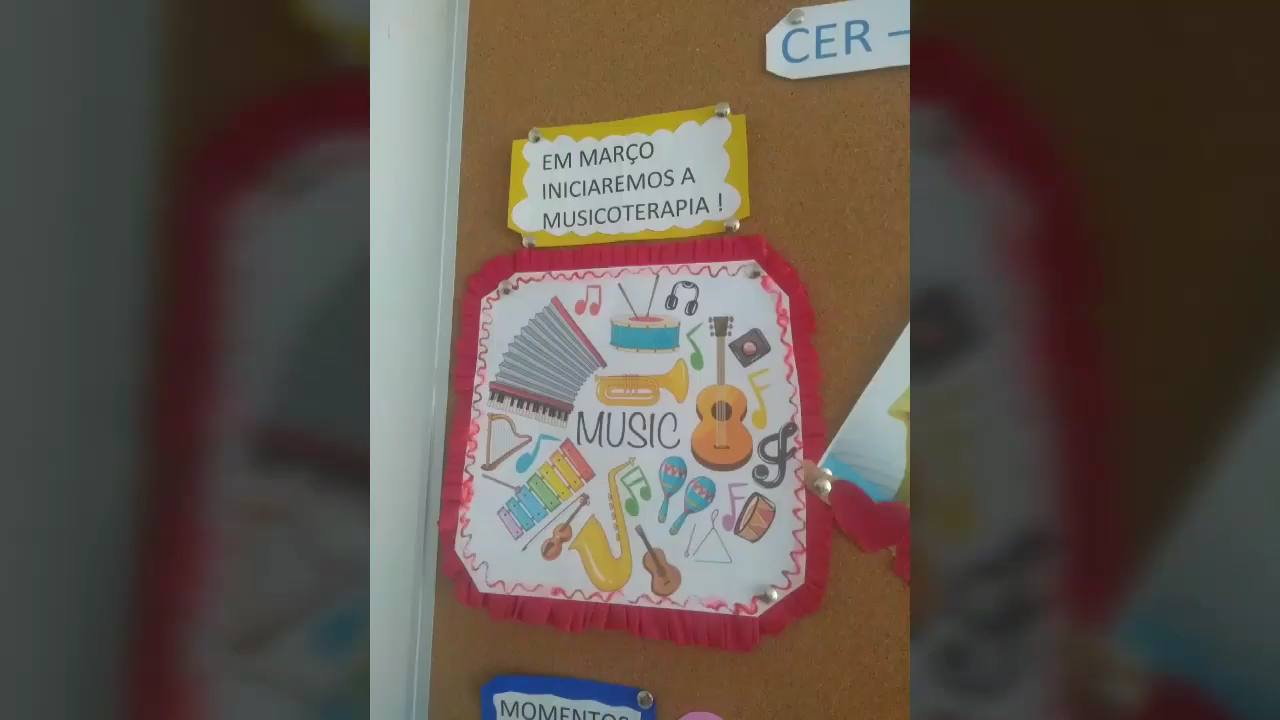 CER –
EM MARÇO
INICIAREMOS A
MUSICOTERAPIA !
MUSIC
MOMENTOS